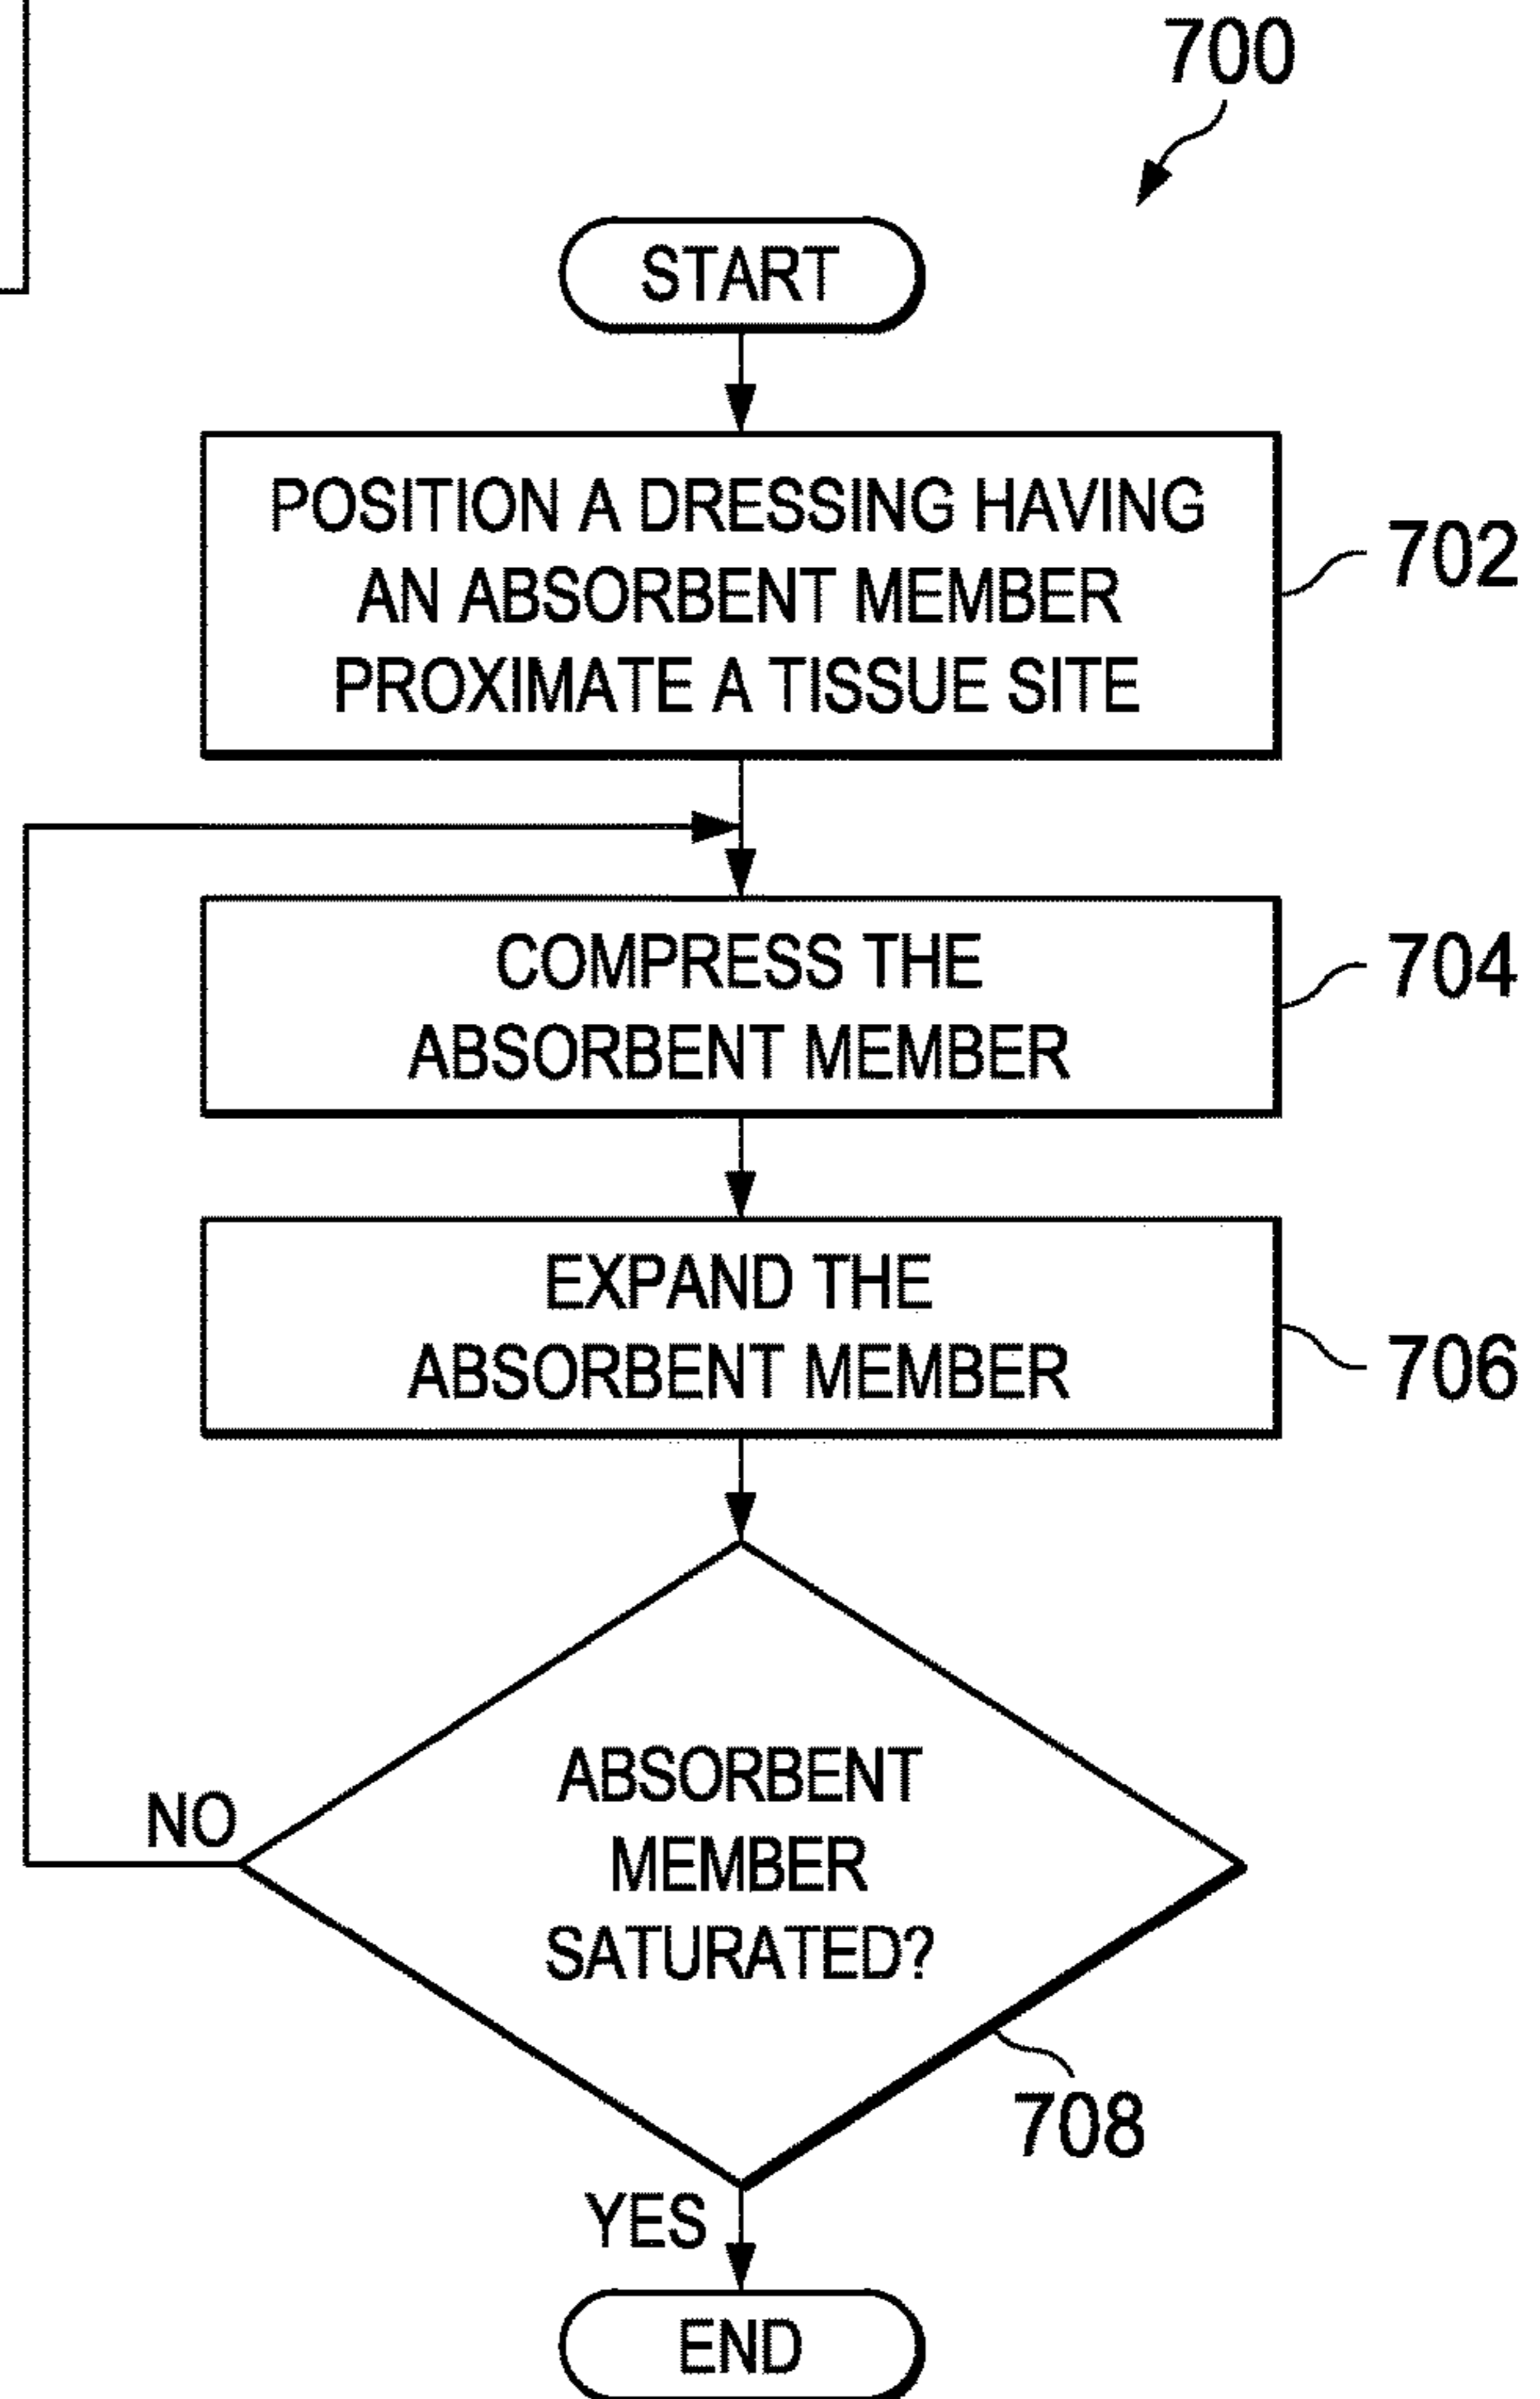 700
START
POSITION A DRESSING HAVING
AN ABSORBENT MEMBER
PROXIMATE A TISSUE SITE
702
COMPRESS THE
ABSORBENT MEMBER
704
EXPAND THE
ABSORBENT MEMBER
706
ABSORBENT
MEMBER
SATURATED?
NO
708
YES
END